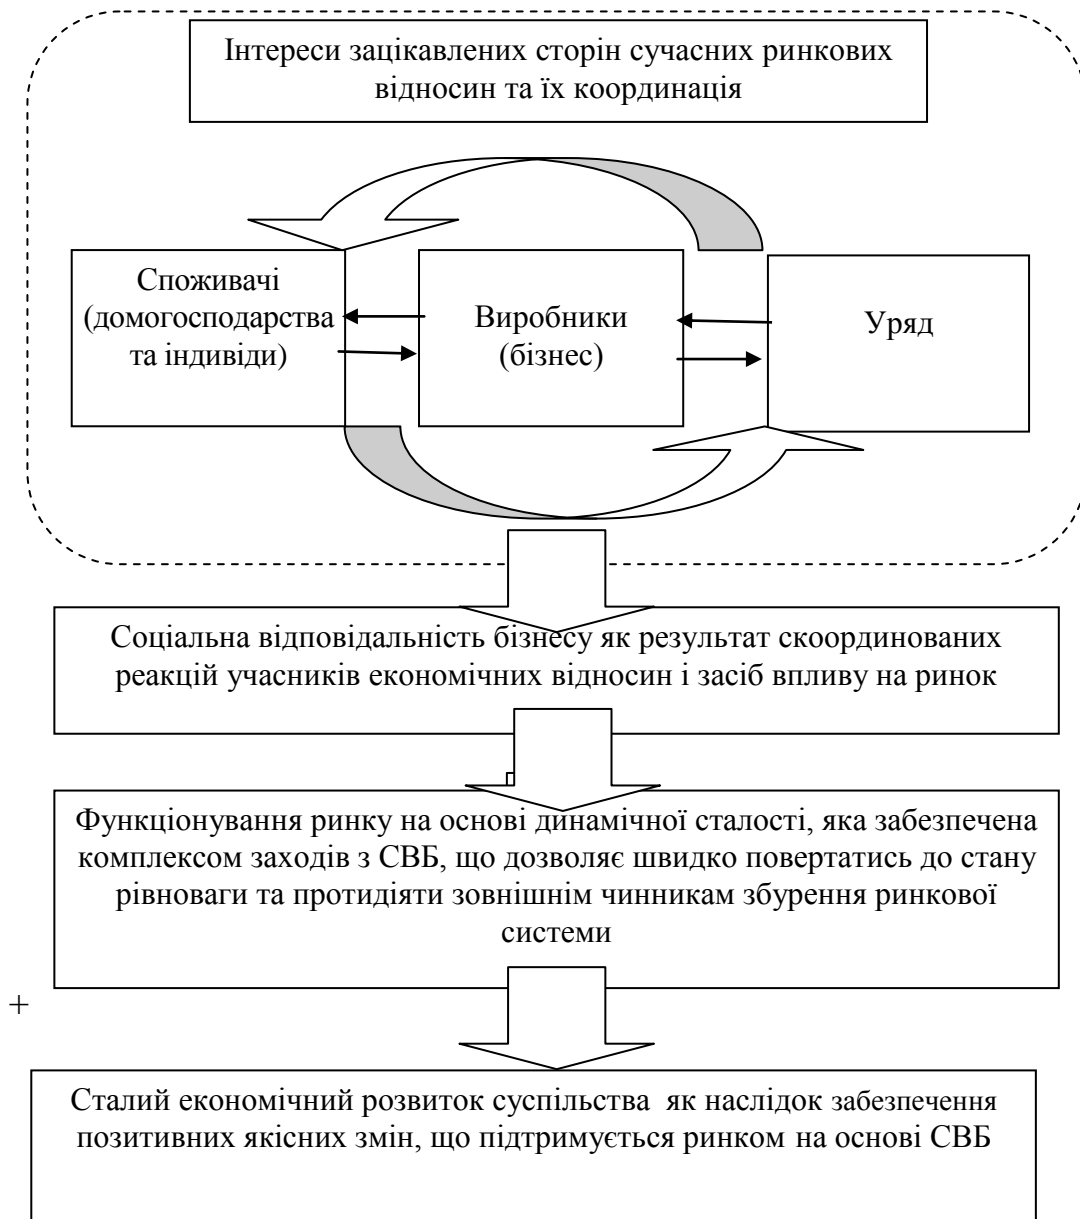 Інтереси зацікавлених сторін сучасних ринкових
відносин та їх координація
Споживачі
(домогосподарства
та індивіди)
Виробники
(бізнес)
Уряд
Соціальна відповідальність бізнесу як результат скоординованих
реакцій учасників економічних відносин і засіб впливу на ринок
Функціонування ринку на основі динамічної сталості, яка забезпечена
комплексом заходів з СВБ, що дозволяє швидко повертатись до стану
рівноваги та протидіяти зовнішнім чинникам збурення ринкової
системи
+
Сталий економічний розвиток суспільства як наслідок забезпечення
позитивних якісних змін, що підтримується ринком на основі СВБ